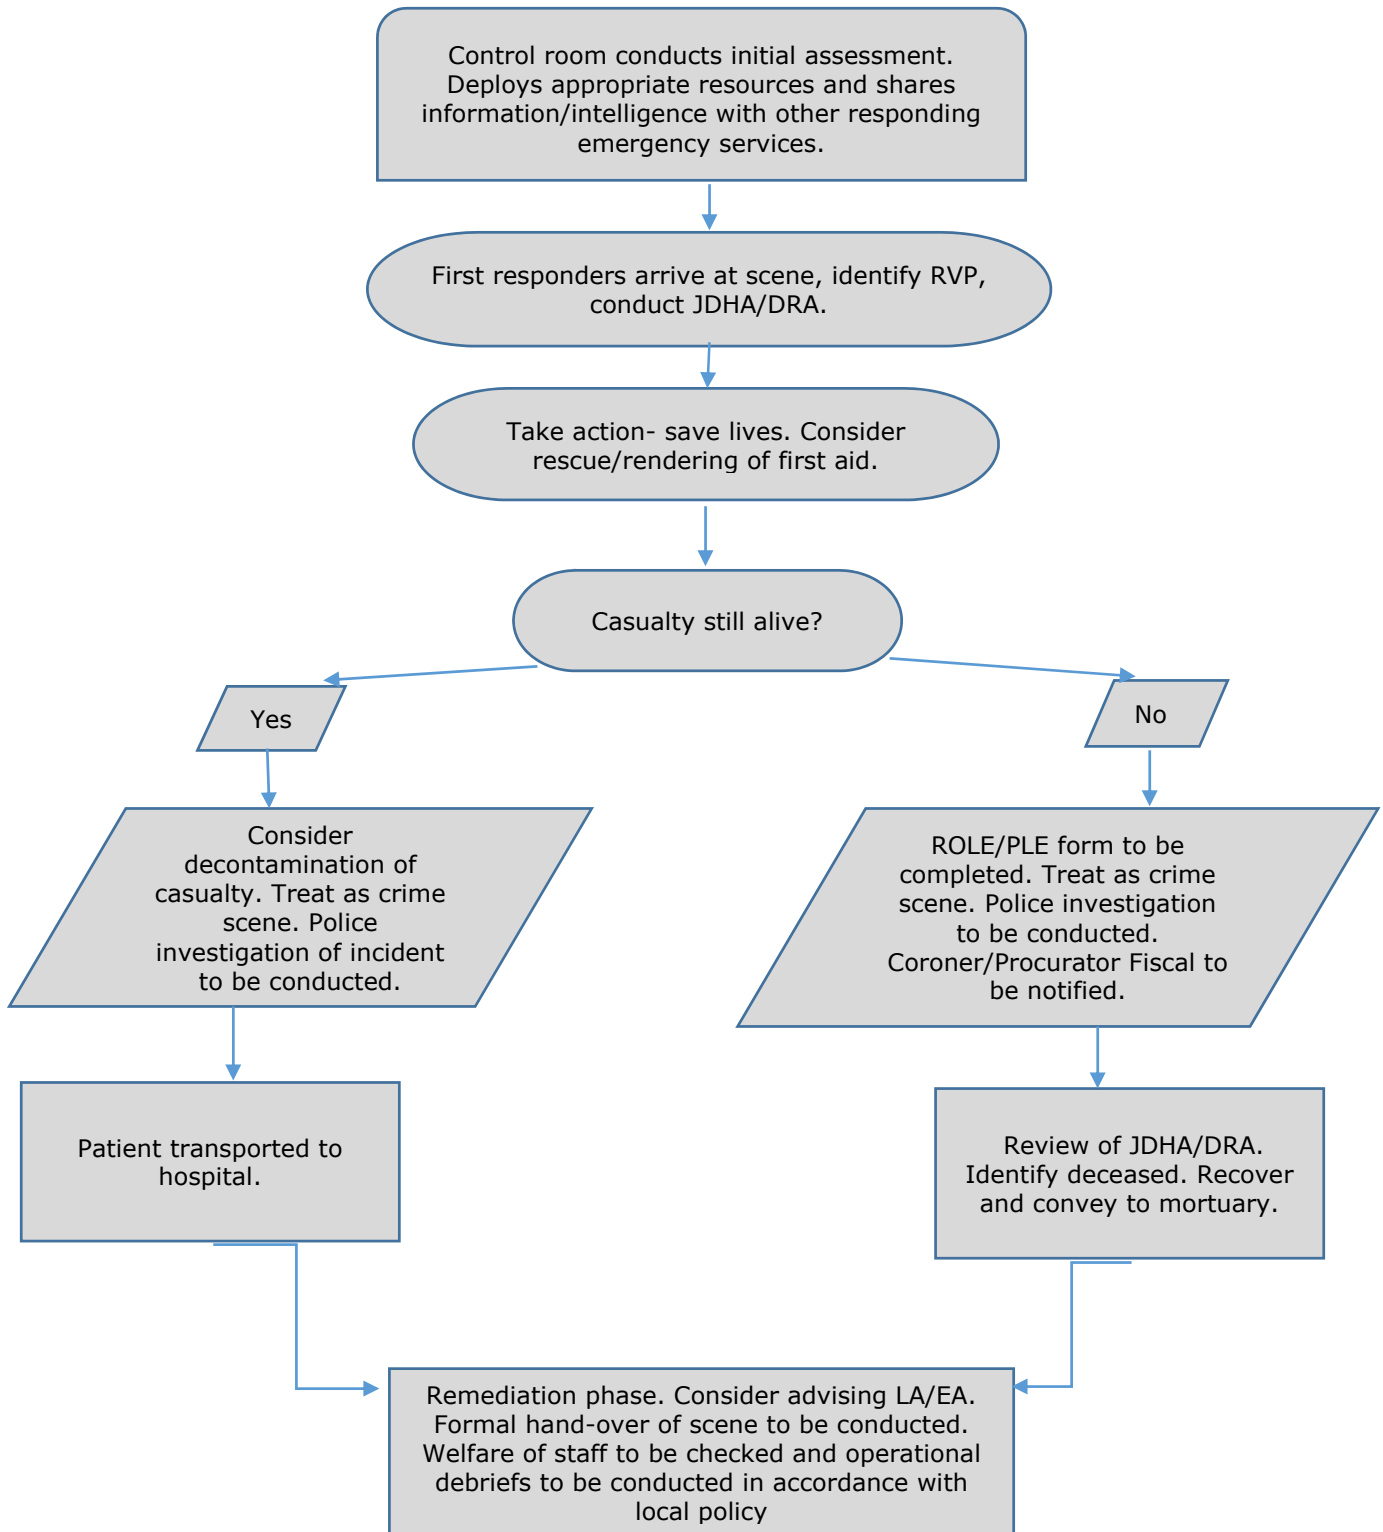 Control room conducts initial assessment.
Deploys appropriate resources and shares
information/intelligence with other responding
emergency services.
First responders arrive at scene, identify RVP,
conduct JDHA/DRA.
Take action- save lives. Consider
rescue/rendering of first aid.
Casualty still alive?
Yes
No
Consider
decontamination of
casualty. Treat as crime
scene. Police
investigation of incident
to be conducted.
ROLE/PLE form to be
completed. Treat as crime
scene. Police investigation
to be conducted.
Coroner/Procurator Fiscal to
be notified.
Patient transported to
hospital.
Review of JDHA/DRA.
Identify deceased. Recover
and convey to mortuary.
Remediation phase. Consider advising LA/EA.
Formal hand-over of scene to be conducted.
Welfare of staff to be checked and operational
debriefs to be conducted in accordance with
local policy